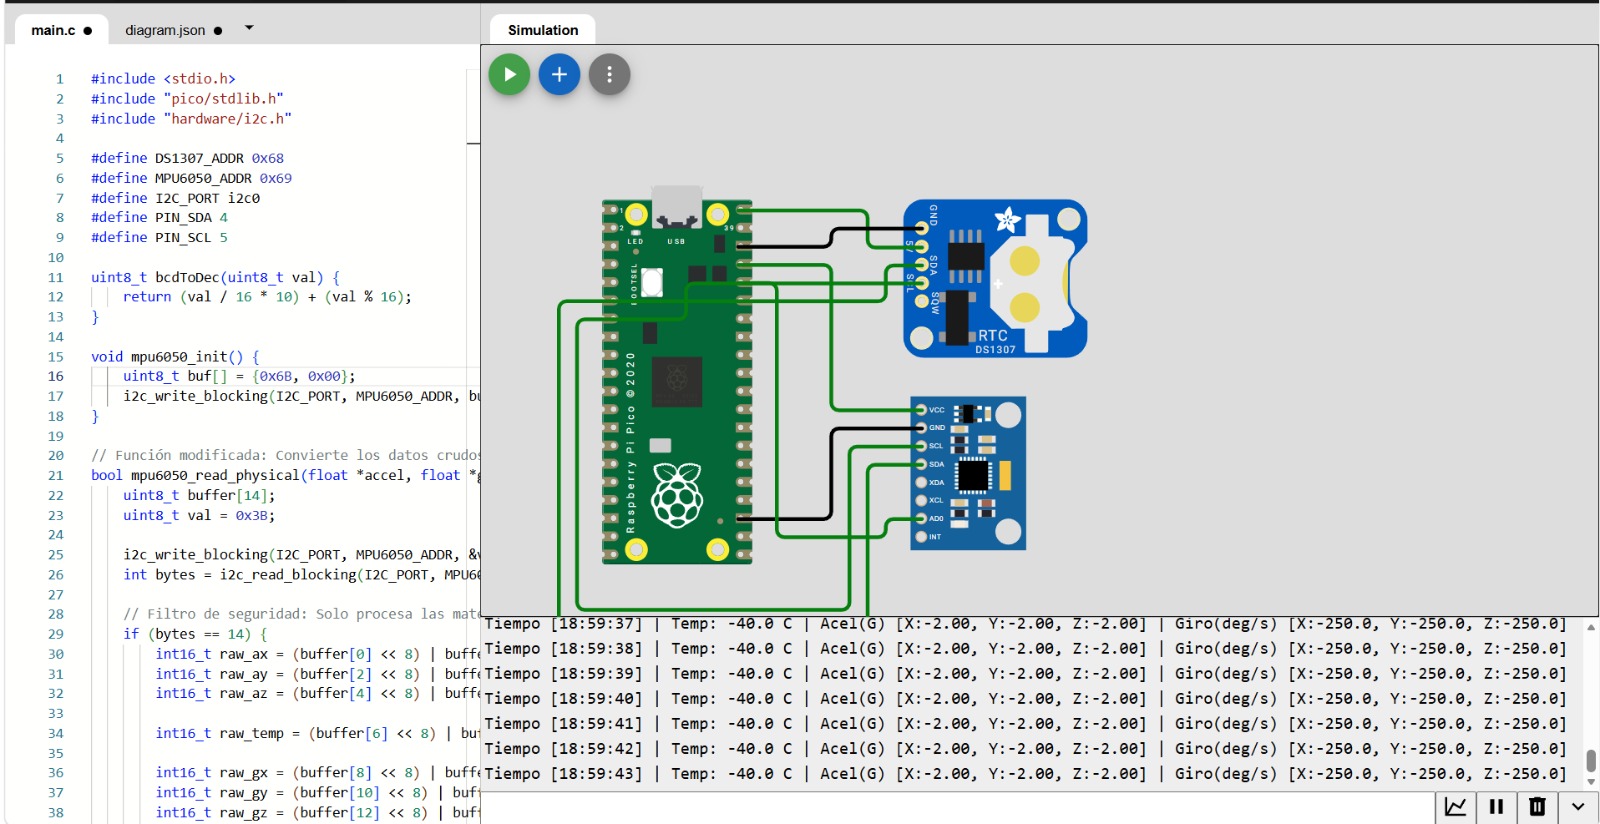 main.c ●
diagram.json ●
Simulation
1 #include <stdio.h>
2 #include "pico/stdlib.h"
3 #include "hardware/i2c.h"
4
5 #define DS1307_ADDR 0x68
6 #define MPU6050_ADDR 0x69
7 #define I2C_PORT i2c0
8 #define PIN_SDA 4
9 #define PIN_SCL 5
10
11 uint8_t bcdToDec(uint8_t val) {
12 return (val / 16 * 10) + (val % 16);
13 }
14
15 void mpu6050_init() {
16 uint8_t buf[] = {0x6B, 0x00};
17 i2c_write_blocking(I2C_PORT, MPU6050_ADDR, bu
18 }
19
20 // Función modificada: Convierte los datos crudos
21 bool mpu6050_read_physical(float *accel, float *g
22 uint8_t buffer[14];
23 uint8_t val = 0x3B;
24
25 i2c_write_blocking(I2C_PORT, MPU6050_ADDR, &v
26 int bytes = i2c_read_blocking(I2C_PORT, MPU60
27
28 // Filtro de seguridad: Solo procesa las mate
29 if (bytes == 14) {
30 int16_t raw_ax = (buffer[0] << 8) | buffe
31 int16_t raw_ay = (buffer[2] << 8) | buffe
32 int16_t raw_az = (buffer[4] << 8) | buffe
33
34 int16_t raw_temp = (buffer[6] << 8) | buf
35
36 int16_t raw_gx = (buffer[8] << 8) | buffe
37 int16_t raw_gy = (buffer[10] << 8) | buff
38 int16_t raw_gz = (buffer[12] << 8) | buff
1
2
39
LED
USB
BOOTSEL
Raspberry Pi Pico ©2020
GND
5V
SDA
SCL
SQW
RTC
DS1307
VCC
GND
SCL
SDA
XDA
XCL
AD0
INT
Tiempo [18:59:37] | Temp: -40.0 C | Acel(G) [X:-2.00, Y:-2.00, Z:-2.00] | Giro(deg/s) [X:-250.0, Y:-250.0, Z:-250.0]
Tiempo [18:59:38] | Temp: -40.0 C | Acel(G) [X:-2.00, Y:-2.00, Z:-2.00] | Giro(deg/s) [X:-250.0, Y:-250.0, Z:-250.0]
Tiempo [18:59:39] | Temp: -40.0 C | Acel(G) [X:-2.00, Y:-2.00, Z:-2.00] | Giro(deg/s) [X:-250.0, Y:-250.0, Z:-250.0]
Tiempo [18:59:40] | Temp: -40.0 C | Acel(G) [X:-2.00, Y:-2.00, Z:-2.00] | Giro(deg/s) [X:-250.0, Y:-250.0, Z:-250.0]
Tiempo [18:59:41] | Temp: -40.0 C | Acel(G) [X:-2.00, Y:-2.00, Z:-2.00] | Giro(deg/s) [X:-250.0, Y:-250.0, Z:-250.0]
Tiempo [18:59:42] | Temp: -40.0 C | Acel(G) [X:-2.00, Y:-2.00, Z:-2.00] | Giro(deg/s) [X:-250.0, Y:-250.0, Z:-250.0]
Tiempo [18:59:43] | Temp: -40.0 C | Acel(G) [X:-2.00, Y:-2.00, Z:-2.00] | Giro(deg/s) [X:-250.0, Y:-250.0, Z:-250.0]